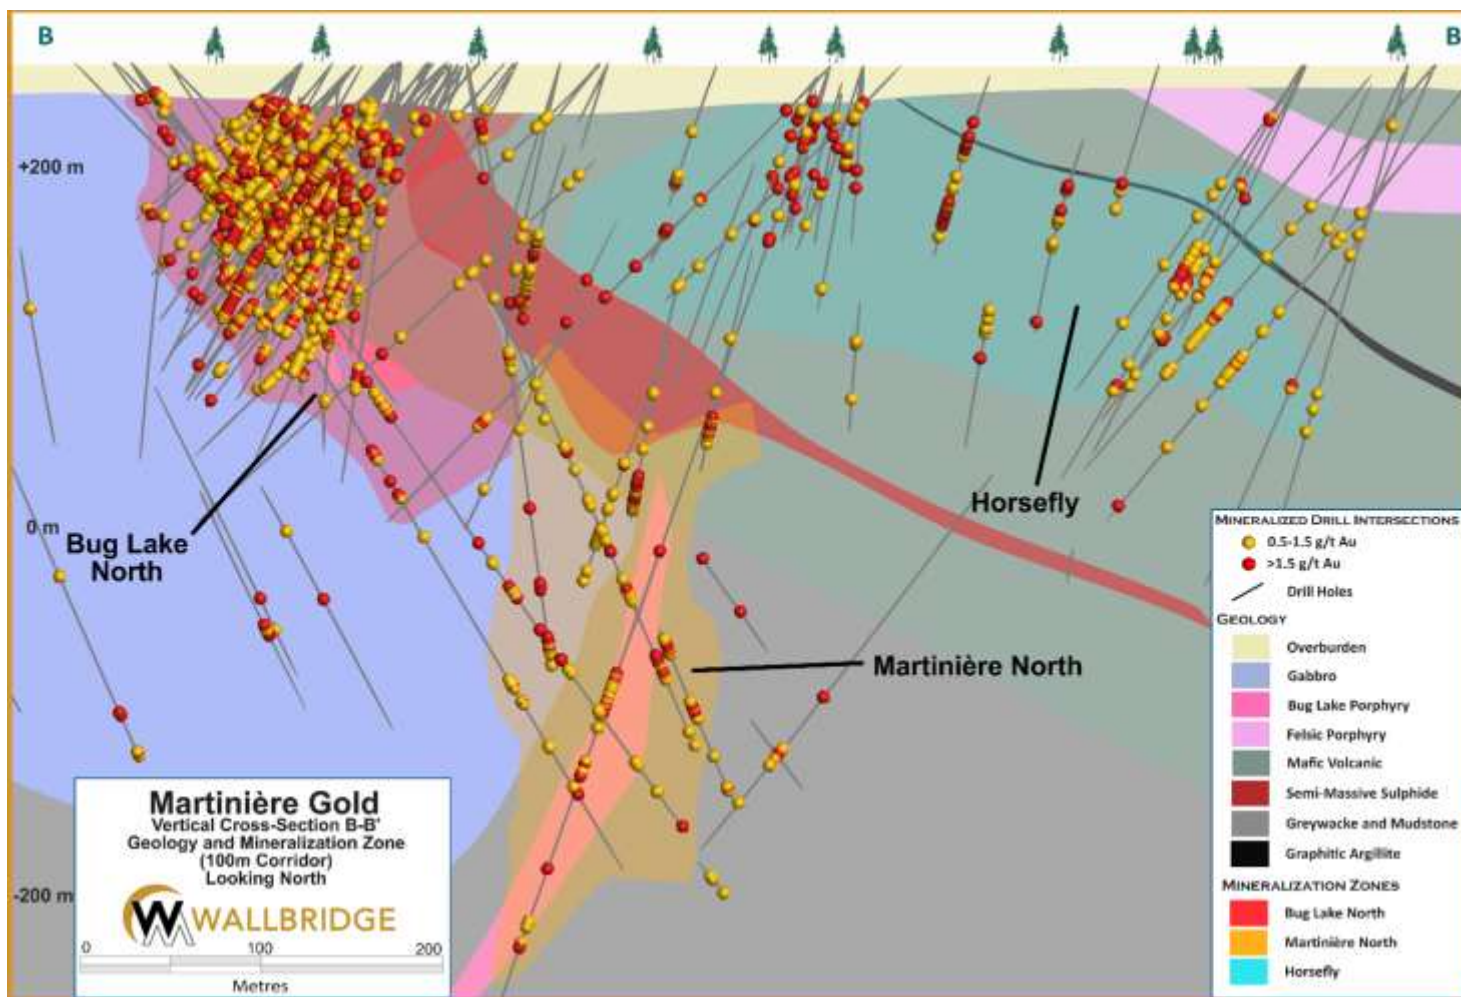 B
B
+200 m
0 m
-200 m
Bug Lake
North
Horsefly
Martinière North
Martinière Gold
Vertical Cross-Section B-B'
Geology and Mineralization Zone
(100m Corridor)
Looking North
WALLBRIDGE
0 100 200
Metres
MINERALIZED DRILL INTERSECTIONS
0.5-1.5 g/t Au
>1.5 g/t Au
Drill Holes
GEOLOGY
Overburden
Gabbro
Bug Lake Porphyry
Felsic Porphyry
Mafic Volcanic
Semi-Massive Sulphide
Greywacke and Mudstone
Graphitic Argillite
MINERALIZATION ZONES
Bug Lake North
Martinière North
Horsefly